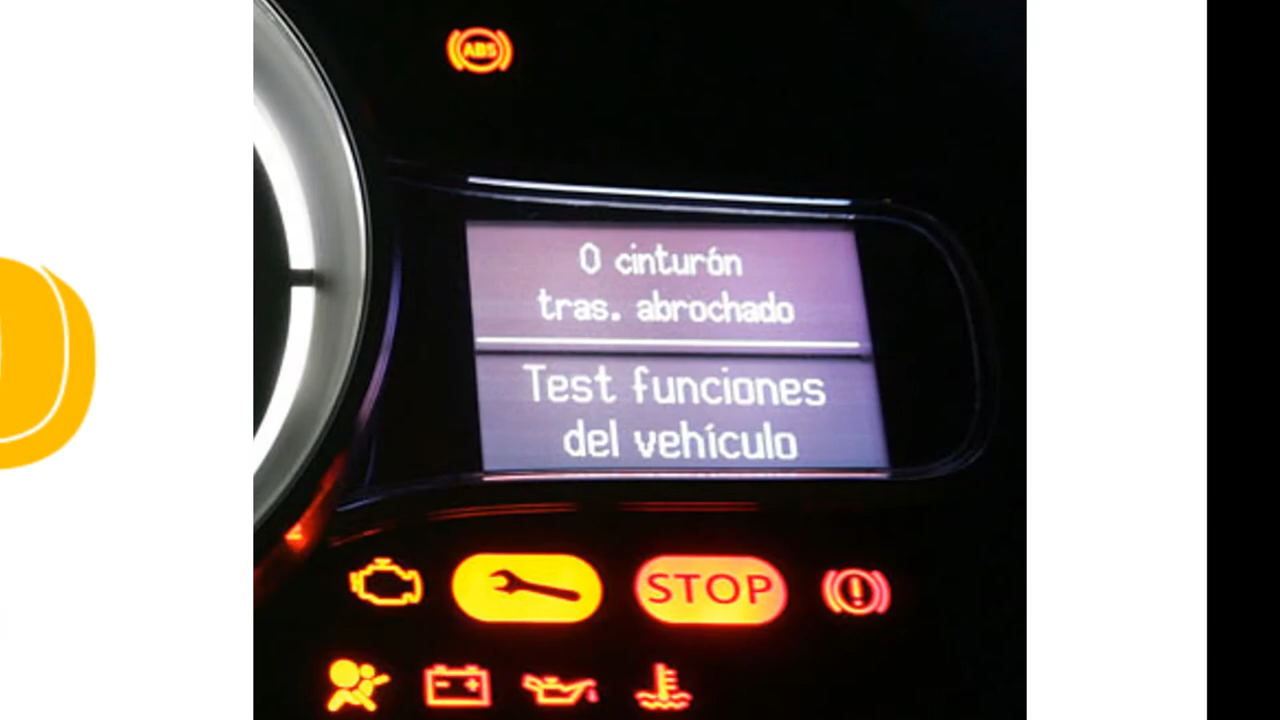 ABS
0 cinturón
tras. abrochado
Test funciones
del vehículo
STOP